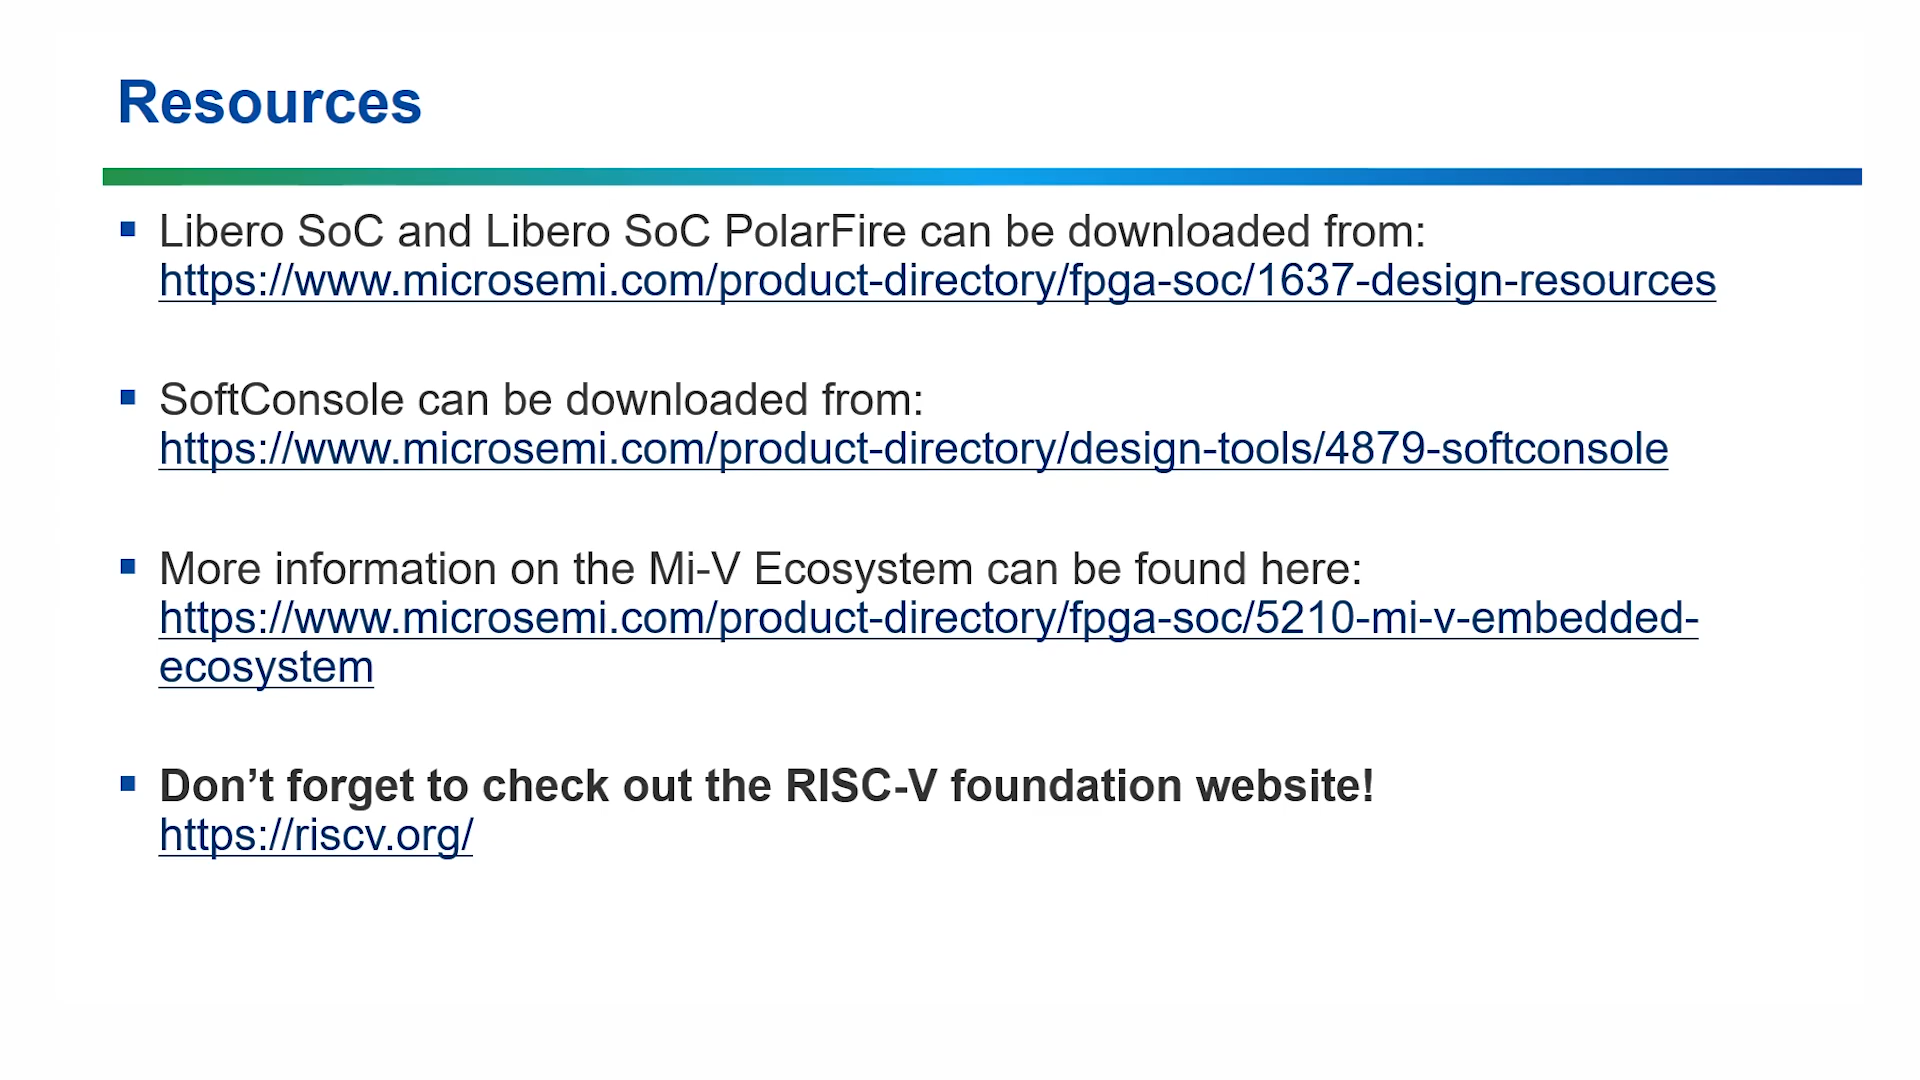 Resources
Libero SoC and Libero SoC PolarFire can be downloaded from:
https://www.microsemi.com/product-directory/fpga-soc/1637-design-resources
SoftConsole can be downloaded from:
https://www.microsemi.com/product-directory/design-tools/4879-softconsole
More information on the Mi-V Ecosystem can be found here:
https://www.microsemi.com/product-directory/fpga-soc/5210-mi-v-embedded-
ecosystem
Don’t forget to check out the RISC-V foundation website!
https://riscv.org/